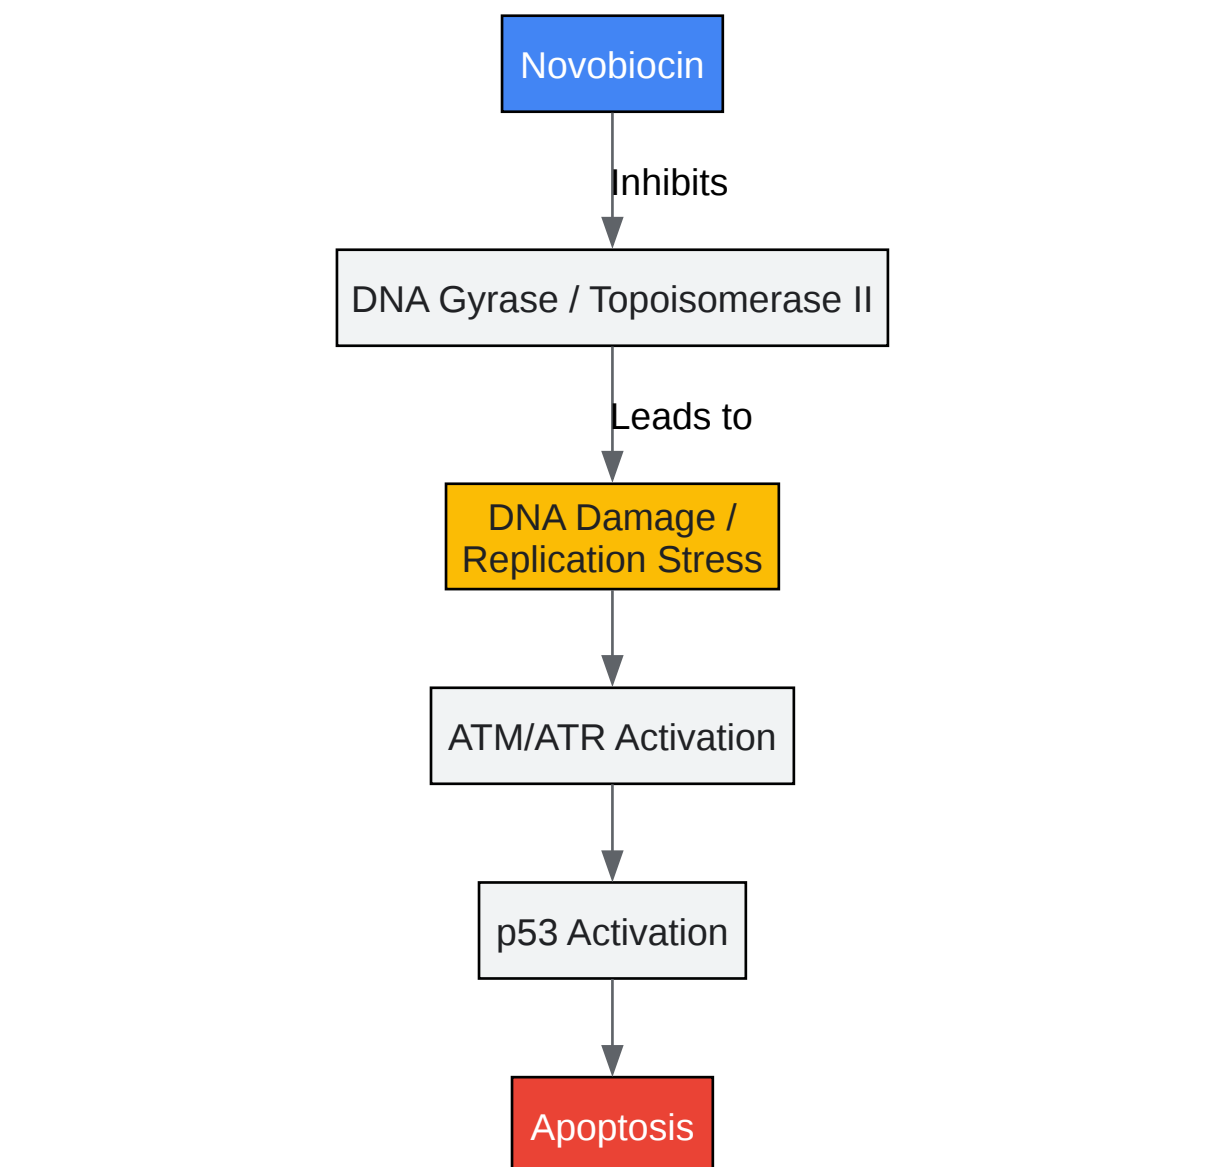 Novobiocin
Inhibits
DNA Gyrase / Topoisomerase II
Leads to
DNA Damage /
Replication Stress
ATM/ATR Activation
p53 Activation
Apoptosis